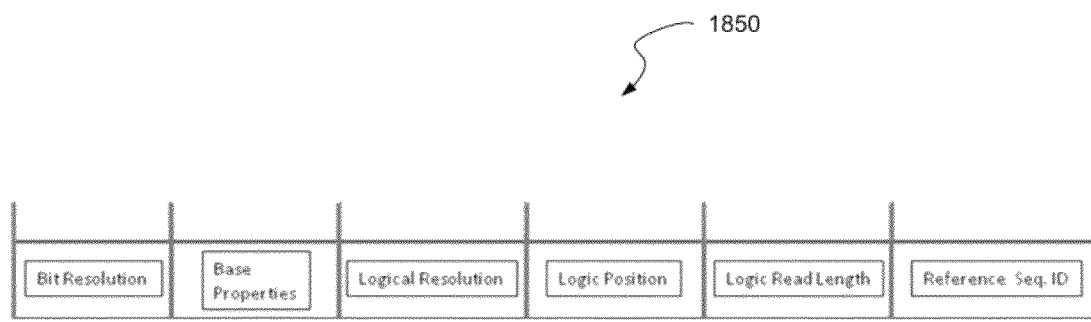 1850
Bit Resolution
Base
Properties
Logical Resolution
Logic Position
Logic Read Length
Reference Seq. ID